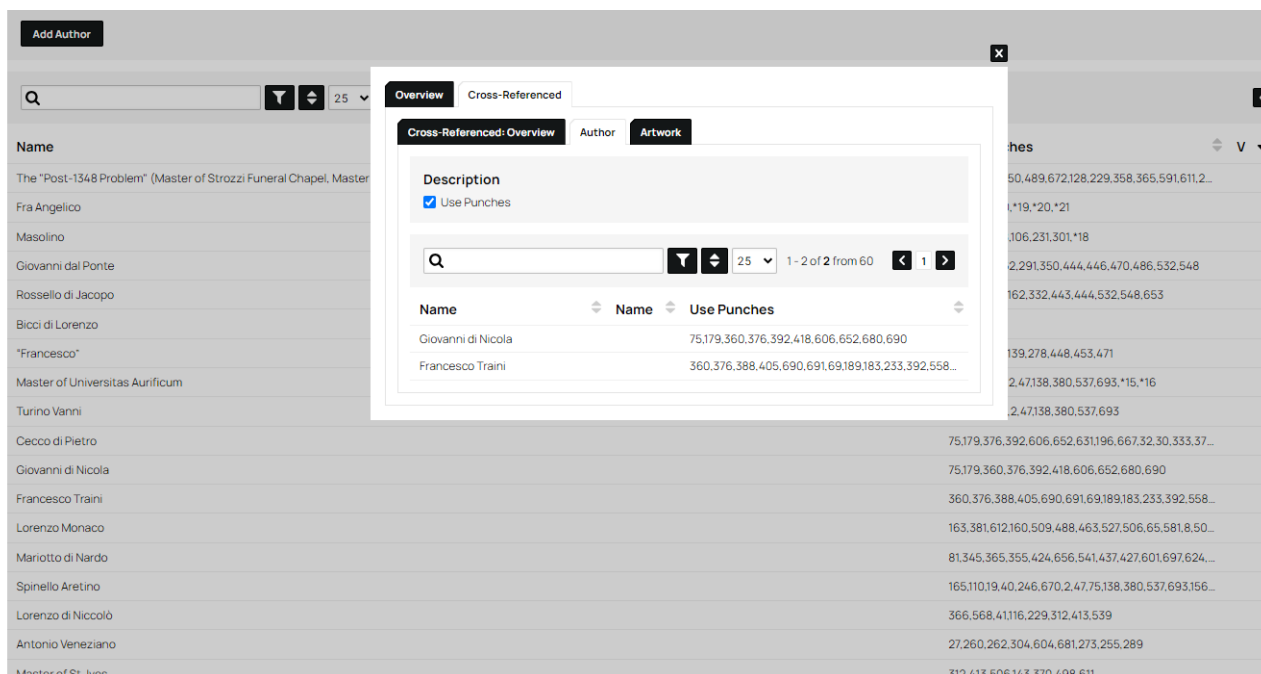 Add Author
x
Overview Cross-Referenced
25
Cross-Referenced: Overview Author Artwork
Name
hes V
Description
Use Punches
The "Post-1348 Problem" (Master of Strozzi Funeral Chapel, Master
50,489,672,128,229,358,365,591,611,2...
Fra Angelico
,*19,*20,*21
Masolino
,106,231,301,*18
25 1 - 2 of 2 from 60 < 1 >
Giovanni dal Ponte
2,291,350,444,446,470,486,532,548
Rossello di Jacopo
162,332,443,444,532,548,653
Name Name Use Punches
Bicci di Lorenzo
Giovanni di Nicola 75,179,360,376,392,418,606,652,680,690
"Francesco"
139,278,448,453,471
Francesco Traini 360,376,388,405,690,691,69,189,183,233,392,558...
Master of Universitas Aurificum
2,47,138,380,537,693,*15,*16
Turino Vanni
,2,47,138,380,537,693
Cecco di Pietro 75,179,376,392,606,652,631,196,667,32,30,333,37...
Giovanni di Nicola 75,179,360,376,392,418,606,652,680,690
Francesco Traini 360,376,388,405,690,691,69,189,183,233,392,558...
Lorenzo Monaco 163,381,612,160,509,488,463,527,506,65,581,8,50...
Mariotto di Nardo 81,345,365,355,424,656,541,437,427,601,697,624,...
Spinello Aretino 165,110,19,40,246,670,2,47,75,138,380,537,693,156...
Lorenzo di Niccolò 366,568,41,116,229,312,413,539
Antonio Veneziano 27,260,262,304,604,681,273,255,289